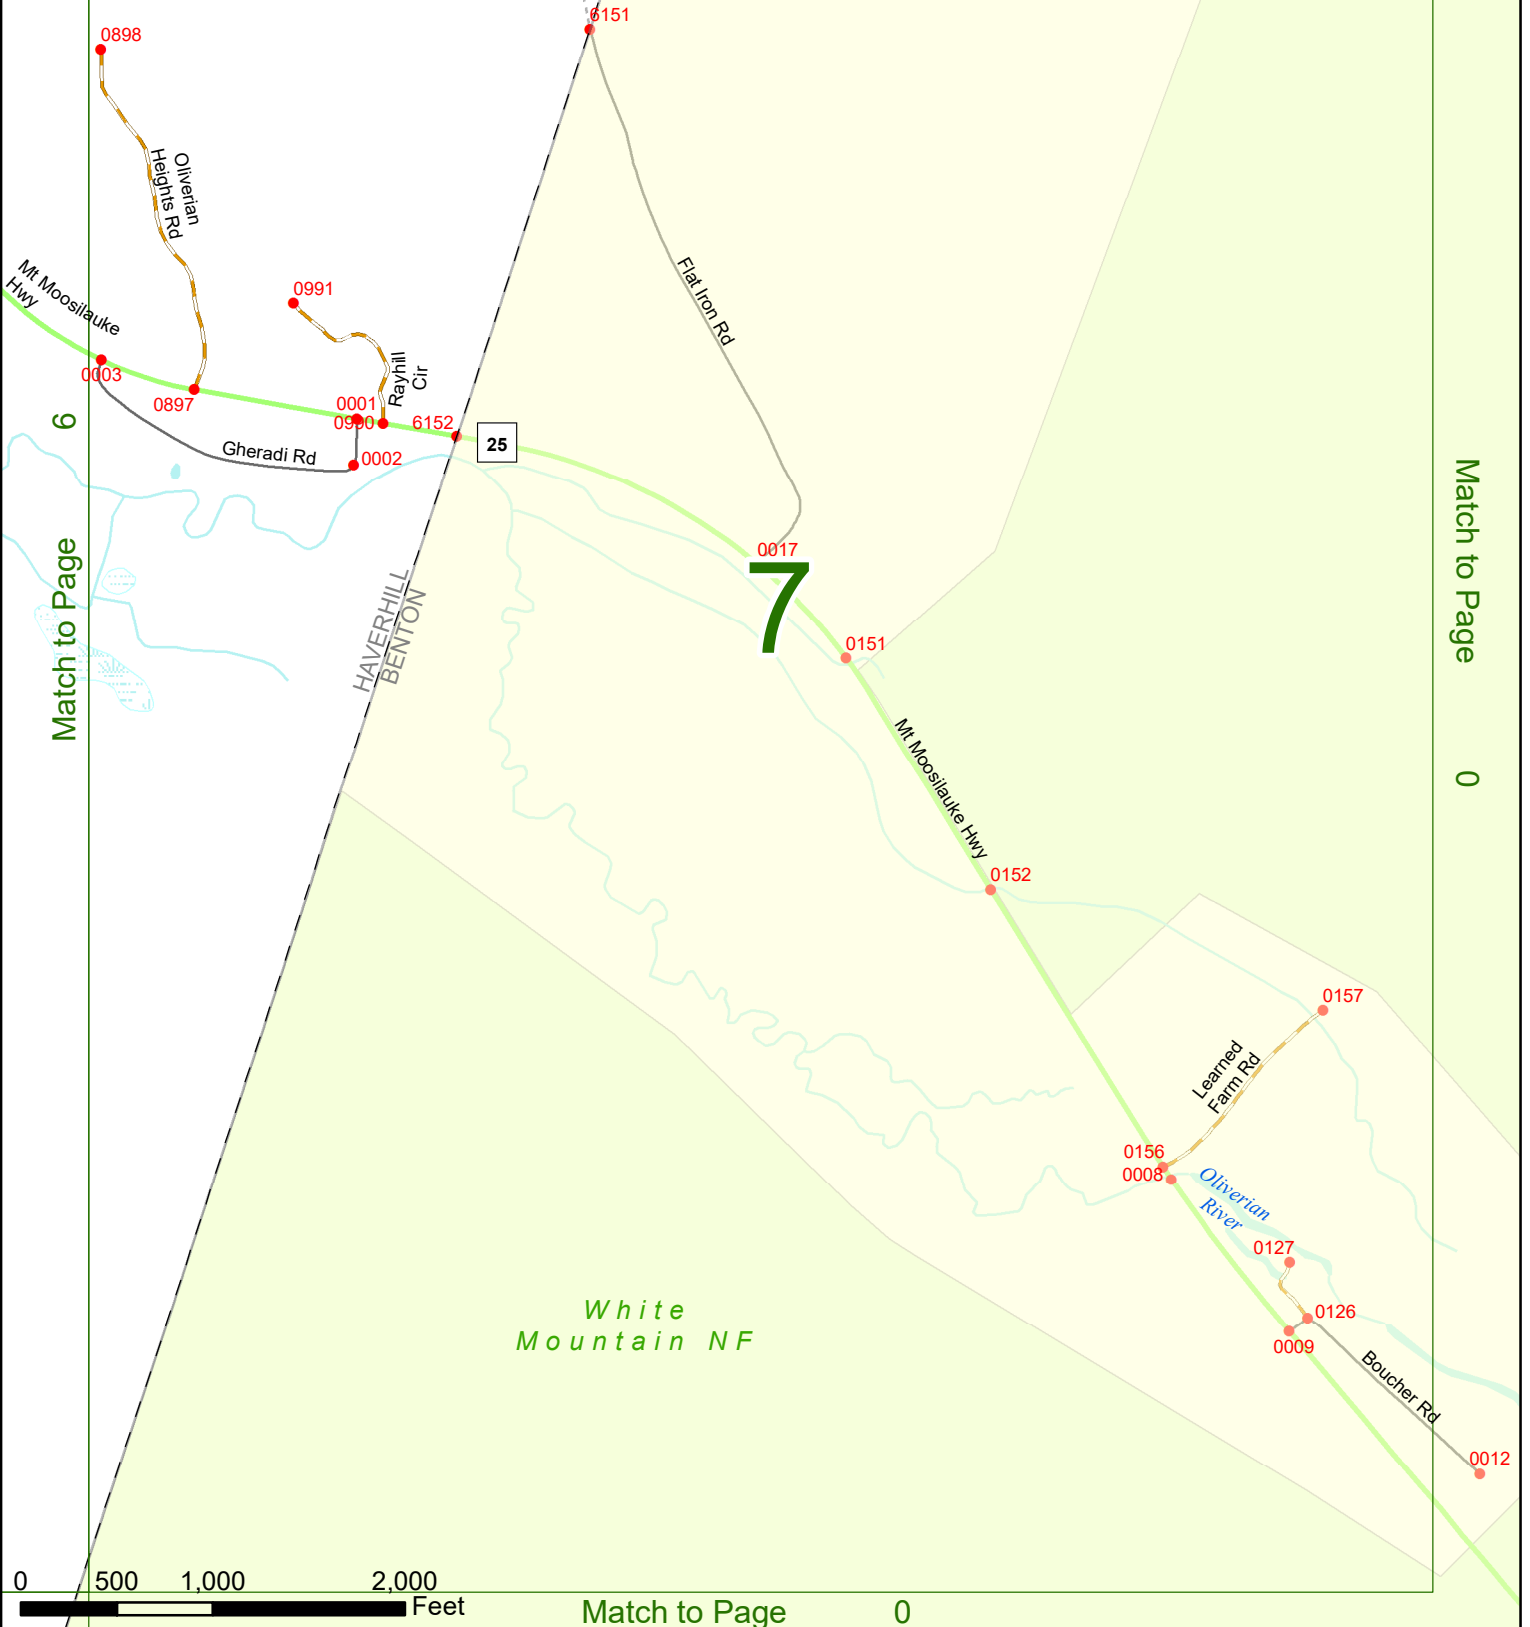 6151
0898
Oliverian
Heights Rd
Flat Iron Rd
Mt Moosilauke
Hwy
0991
Rayhill
Cir
0003
0897
0001
0990
6152
25
Gheradi Rd
0002
Match to Page 6
Match to Page 0
HAVERHILL
BENTON
0017
7
0151
Mt Moosilauke Hwy
0152
0157
Learned
Farm Rd
0156
0008
Oliverian
River
0127
0126
0009
Boucher Rd
0012
White
Mountain NF
0 500 1,000 2,000
Feet
Match to Page 0